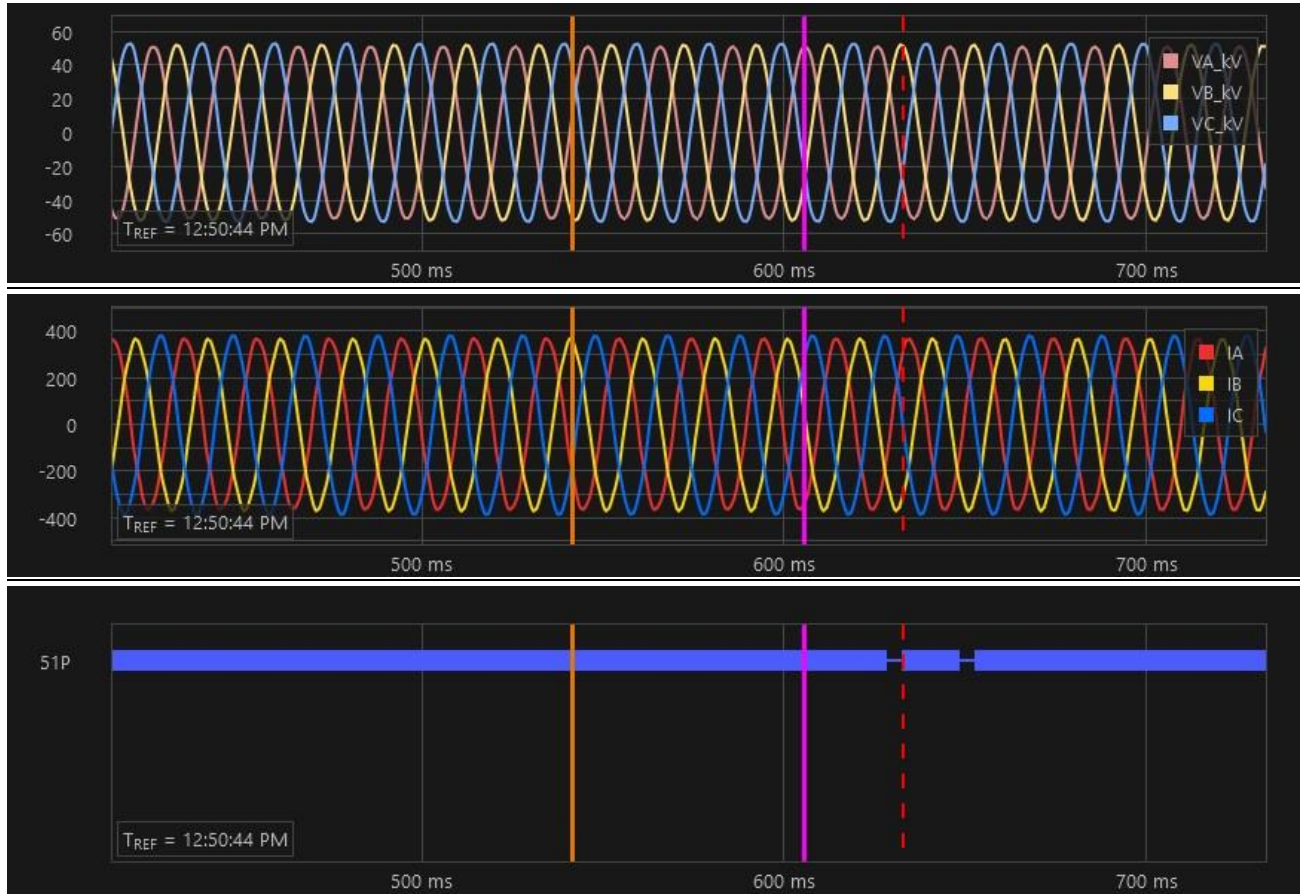 60
40
20
0
-20
-40
-60
VA_kV
VB_kV
VC_kV
TREF = 12:50:44 PM
500 ms
600 ms
700 ms
400
200
0
-200
-400
IA
IB
IC
TREF = 12:50:44 PM
500 ms
600 ms
700 ms
51P
TREF = 12:50:44 PM
500 ms
600 ms
700 ms